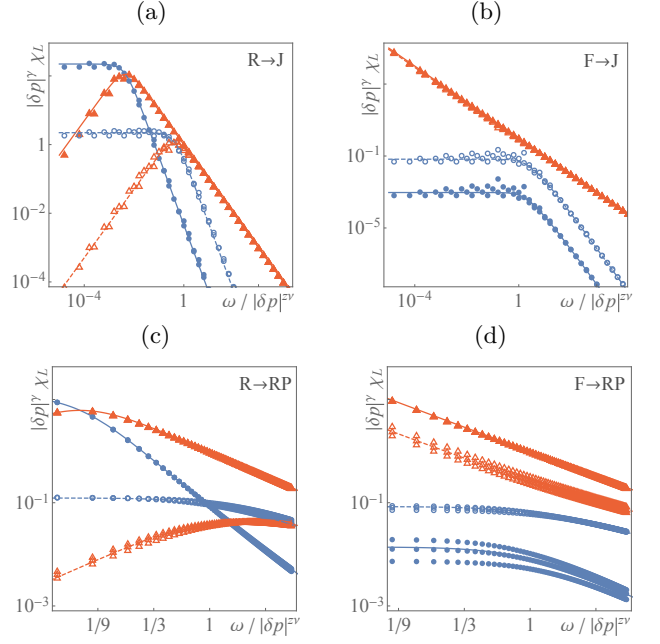 (a)
(b)
|δp|^γ χ_L
R→J
1
10^{-2}
10^{-4}
10^{-4}
1
ω / |δp|^{zν}
|δp|^γ χ_L
F→J
10^{-1}
10^{-5}
10^{-4}
1
ω / |δp|^{zν}
(c)
(d)
|δp|^γ χ_L
R→RP
10^{-1}
10^{-3}
1/9
1/3
1
ω / |δp|^{zν}
|δp|^γ χ_L
F→RP
10^{-1}
10^{-3}
1/9
1/3
1
ω / |δp|^{zν}